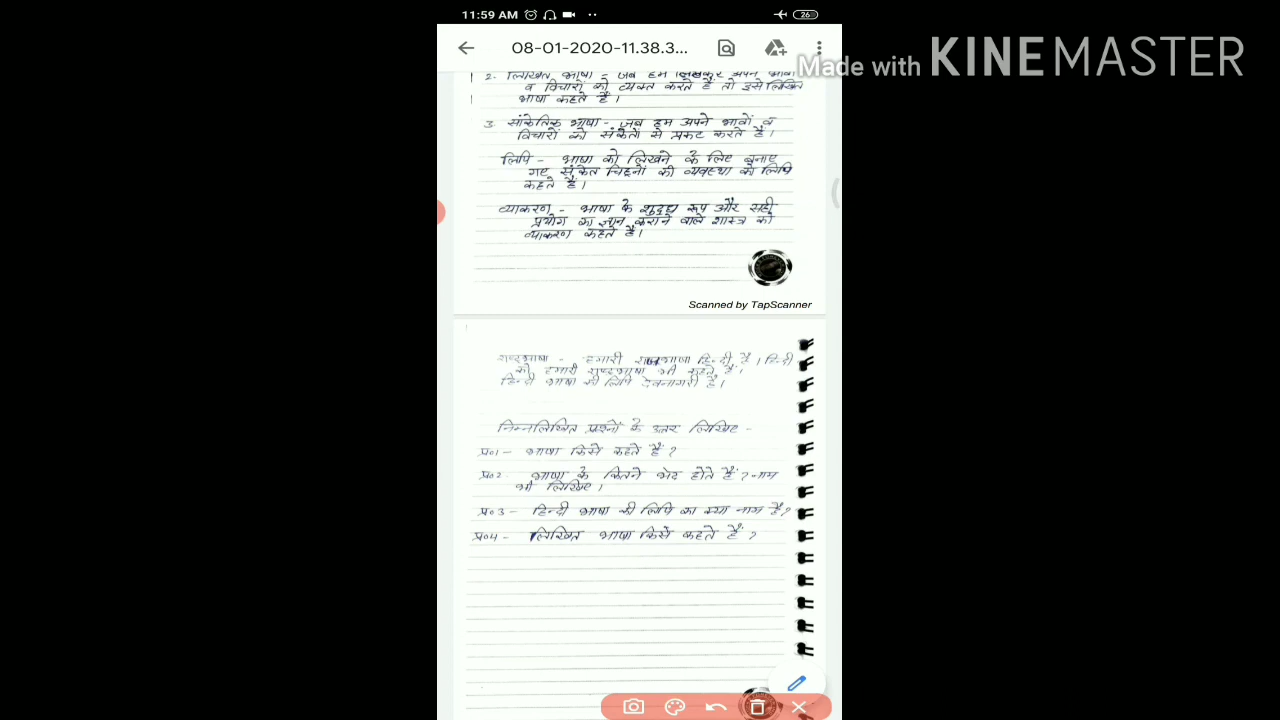 11:59 AM
26
08-01-2020-11.38.3...
Made with KINEMASTER
2. लिखित भाषा - जब हम लिखकर अपने भावों
व विचारों को व्यक्त करते हैं तो इसे लिखित
भाषा कहते हैं।
3. सांकेतिक भाषा - जब हम अपने भावों व
विचारों को संकेतों से प्रकट करते हैं।
लिपि - भाषा को लिखने के लिए बनाए
गए संकेत चिह्नों की व्यवस्था को लिपि
कहते हैं।
व्याकरण - भाषा के शुद्ध रूप और सही
प्रयोग का ज्ञान कराने वाले शास्त्र को
व्याकरण कहते हैं।
Scanned by TapScanner
राष्ट्रभाषा - हमारी राष्ट्रभाषा हिन्दी है। हिन्दी
को हमारी राष्ट्रभाषा भी कहते हैं।
हिन्दी भाषा की लिपि देवनागरी है।
निम्नलिखित प्रश्नों के उत्तर लिखिए -
प्र०1 - भाषा किसे कहते हैं?
प्र०2 भाषा के कितने भेद होते हैं? नाम
भी लिखिए।
प्र०3 - हिन्दी भाषा की लिपि का क्या नाम है?
प्र०4 - लिखित भाषा किसे कहते हैं?